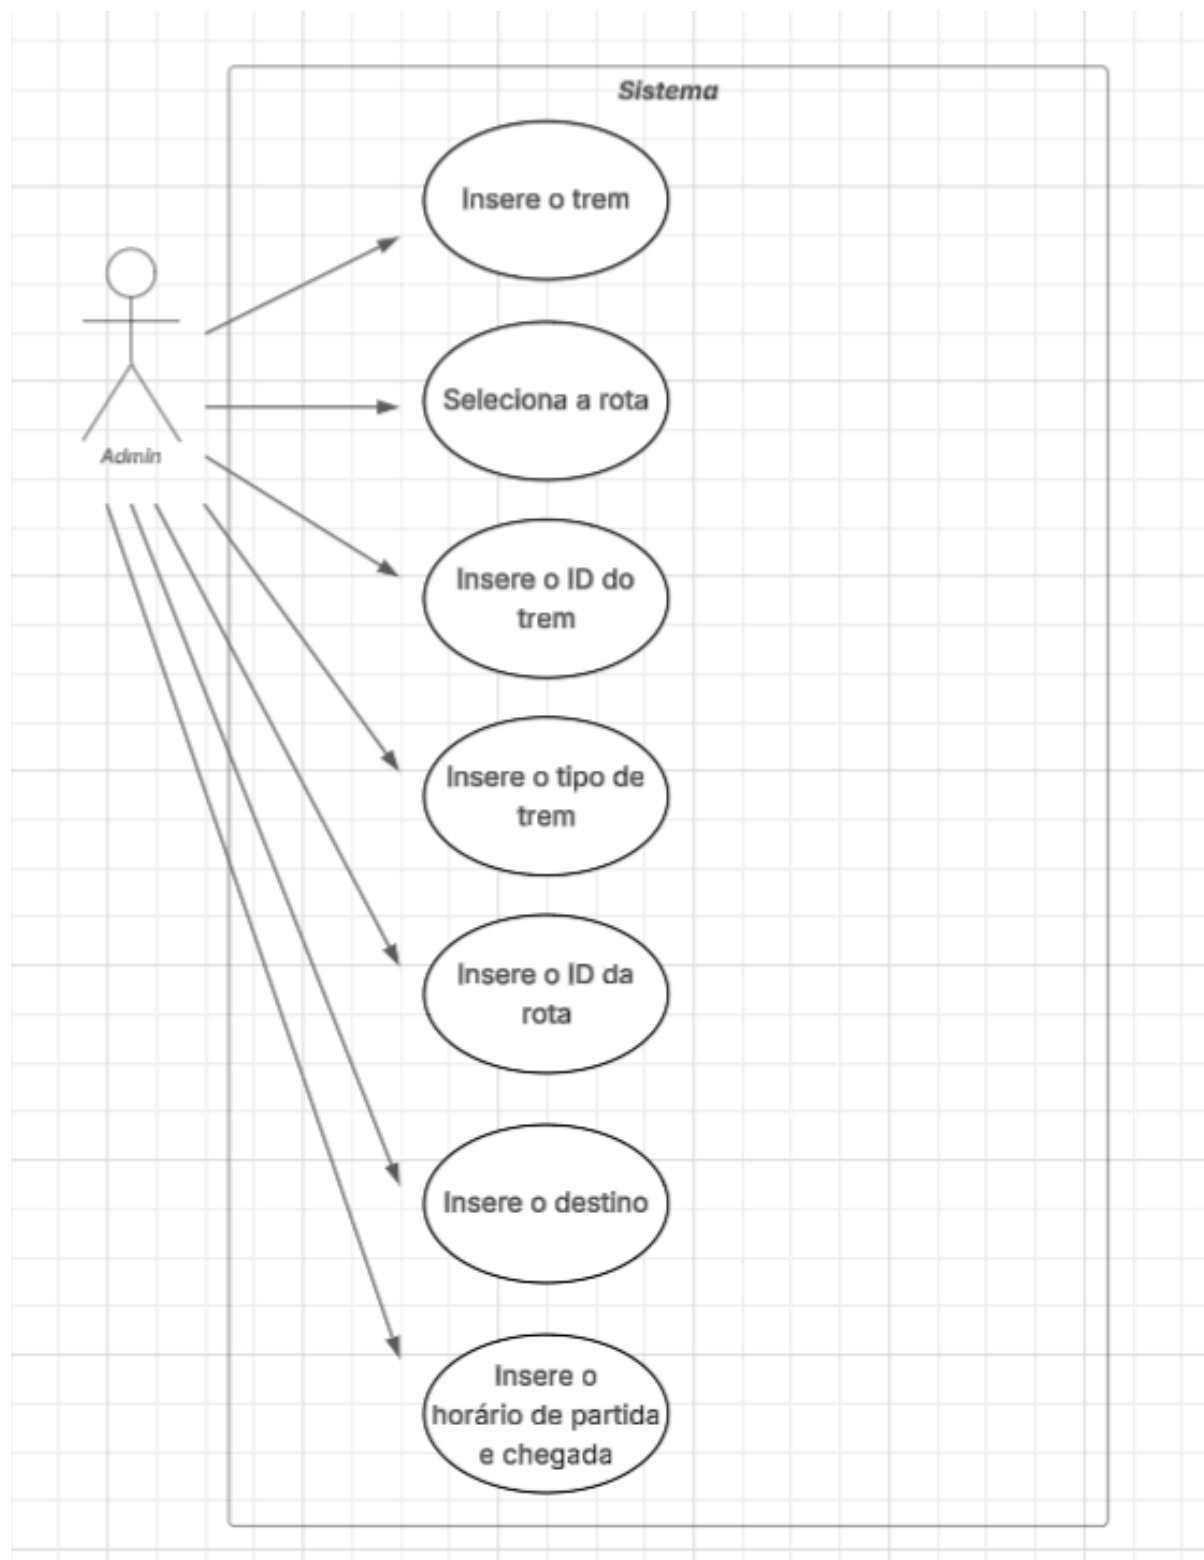 Sistema
Insere o trem
Seleciona a rota
Admin
Insere o ID do
trem
Insere o tipo de
trem
Insere o ID da
rota
Insere o destino
Insere o
horário de partida
e chegada